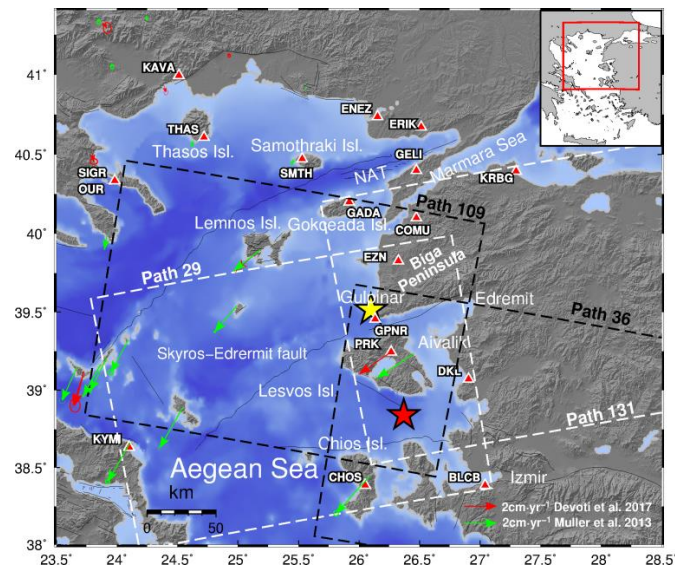 41
40.5
40
39.5
39
38.5
38
KAVA
ENEZ
ERIK
THAS
Thasos Isl.
Samothraki Isl.
SMTH
NAT
GELI
Marmara Sea
KRBG
SIGR
OUR
GADA
Path 109
Lemnos Isl.
Gokqeada Isl.
COMU
EZN
Biga
Peninsula
Path 29
Gulpinar
Edremit
Path 36
GPNR
PRK
Skyros-Edrermit fault
Aivaliki
DKL
Lesvos Isl.
Path 131
KYMI
Chios Isl.
Aegean Sea
CHOS
BLCB
Izmir
km
0
50
2cm·yr⁻¹ Devoti et al. 2017
2cm·yr⁻¹ Muller et al. 2013
23.5
24
24.5
25
25.5
26
26.5
27
27.5
28
28.5